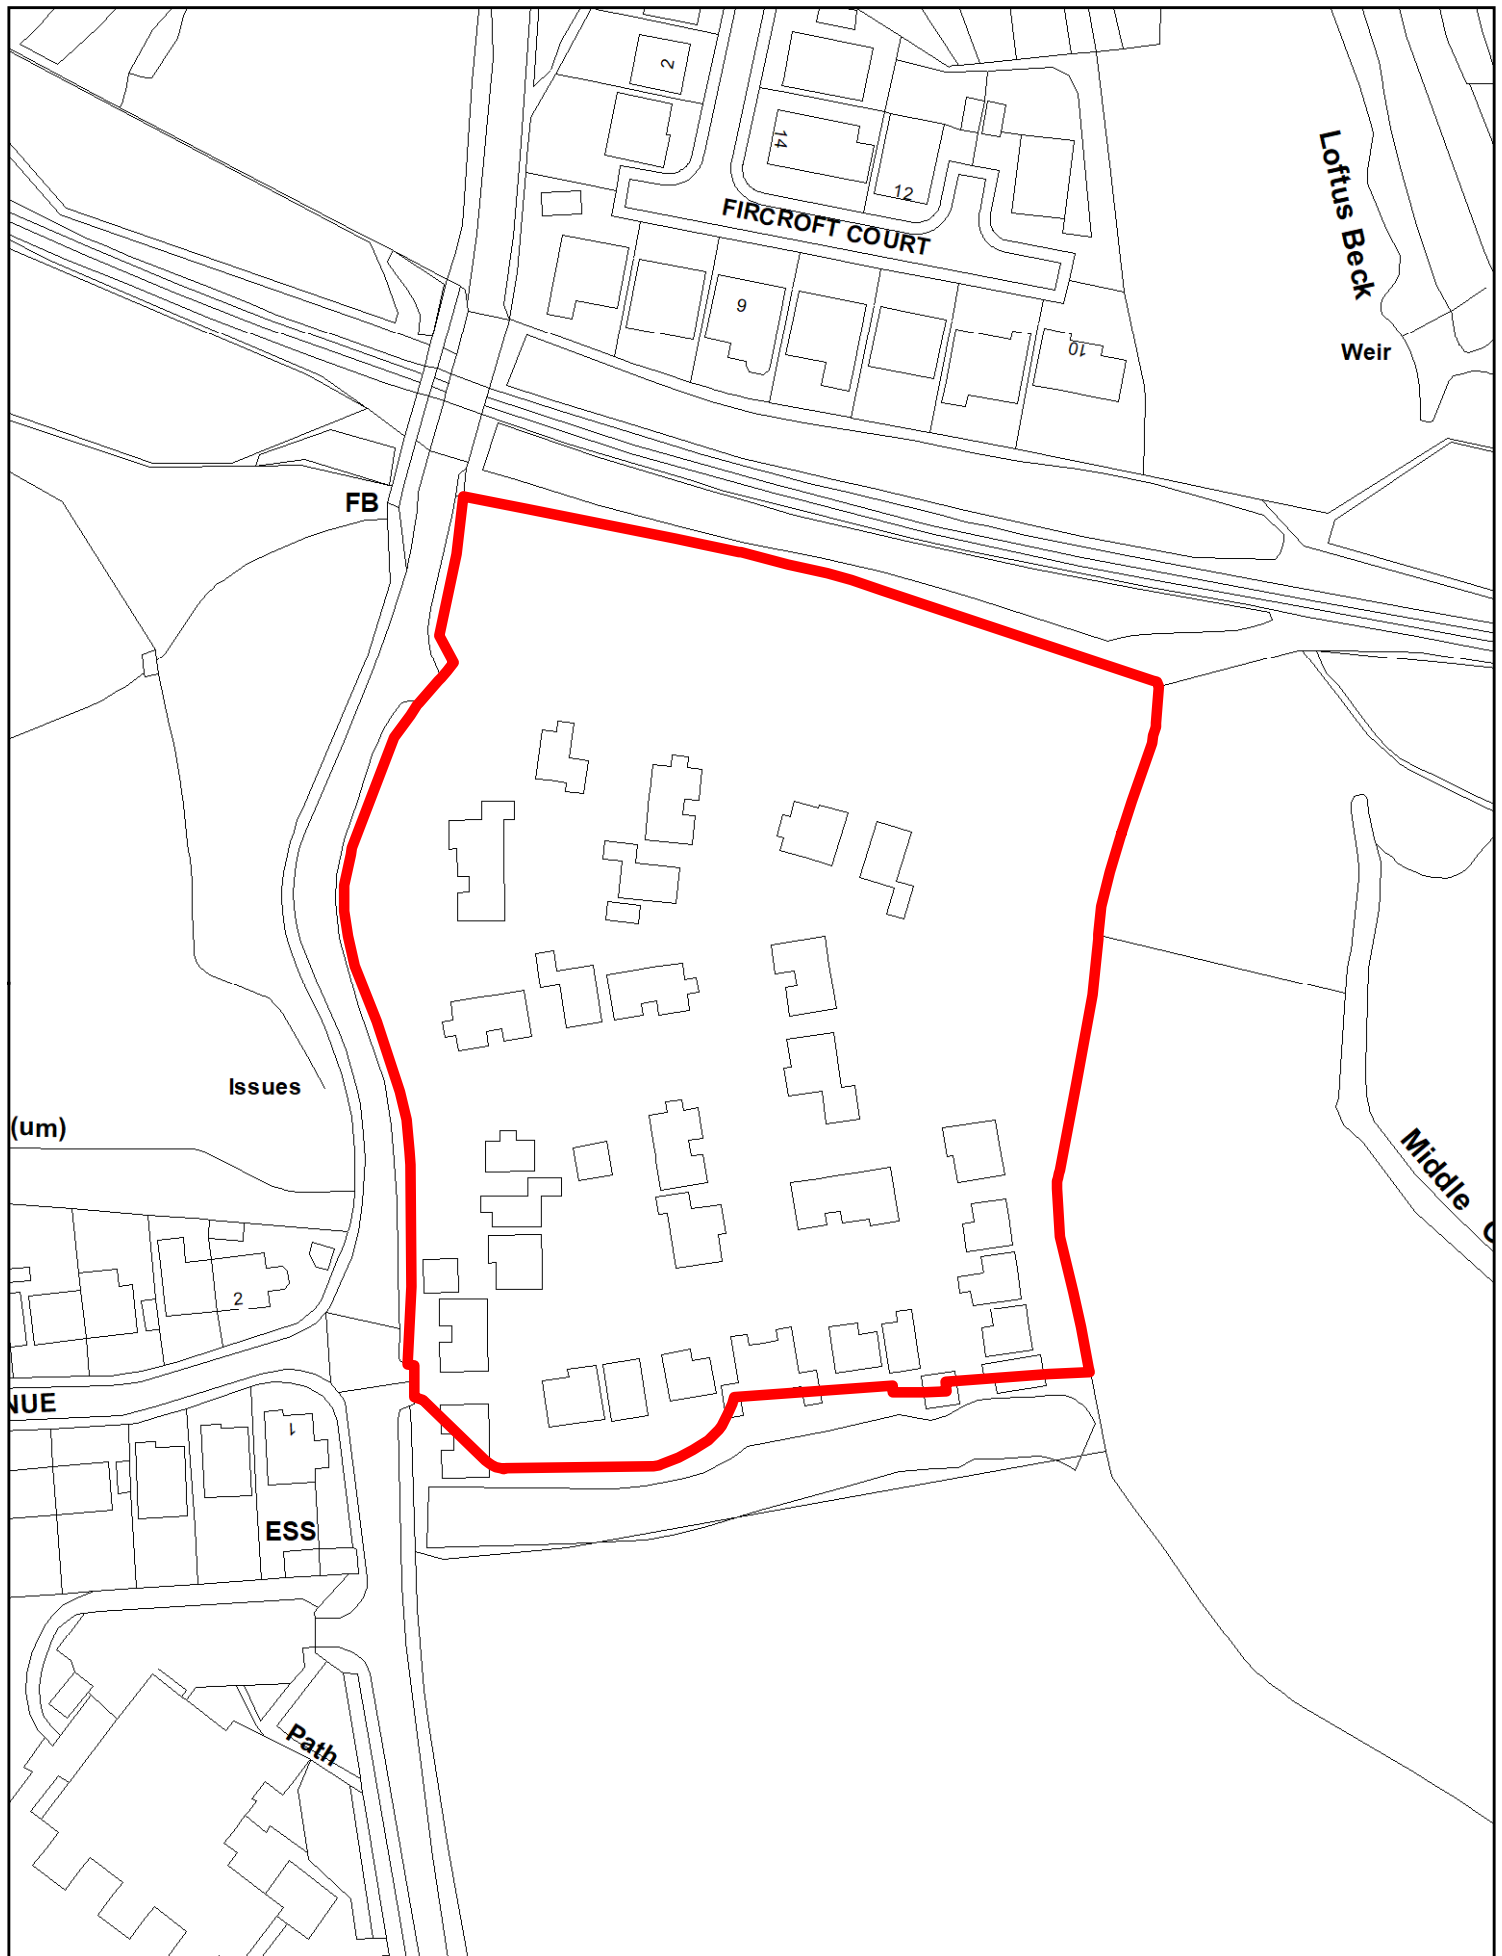 2
14
12
FIRCROFT COURT
Loftus Beck
9
10
Weir
FB
Issues
(um)
Middle
2
NUE
1
ESS
Path